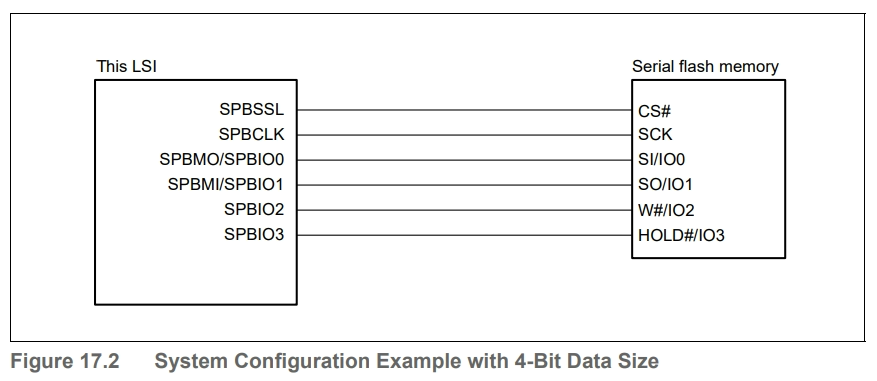 This LSI
Serial flash memory
SPBSSL
CS#
SPBCLK
SCK
SPBMO/SPBIO0
SI/IO0
SPBMI/SPBIO1
SO/IO1
SPBIO2
W#/IO2
SPBIO3
HOLD#/IO3
Figure 17.2 System Configuration Example with 4-Bit Data Size